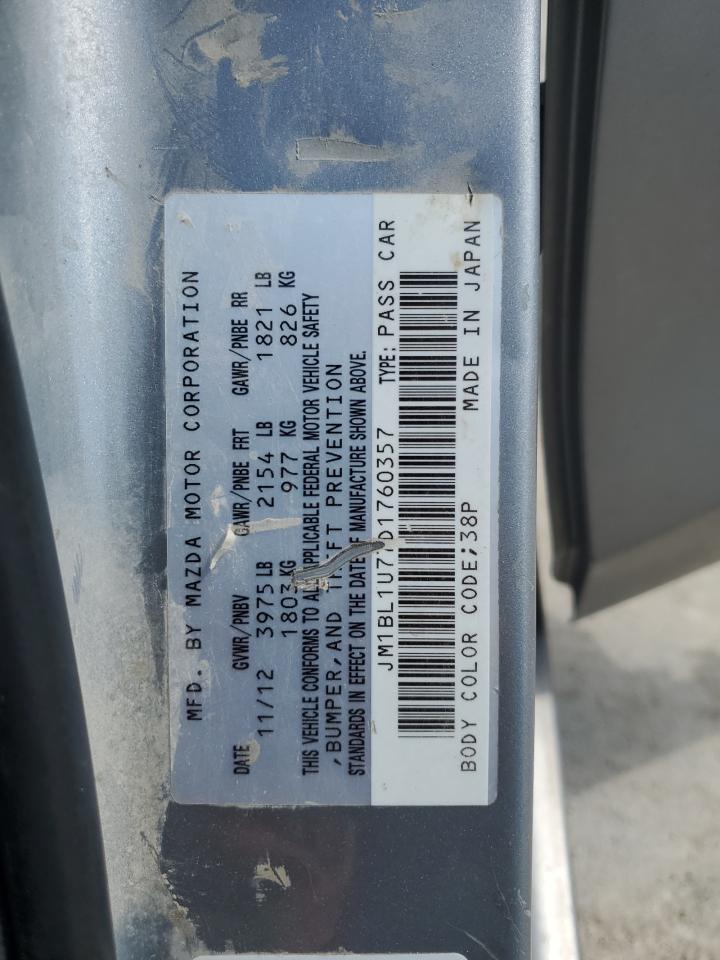 MFD. BY MAZDA MOTOR CORPORATION
DATE GVWR/PNBV GAWR/PNBE FRT GAWR/PNBE RR
11/12 3975 LB 2154 LB 1821 LB
1803 KG 977 KG 826 KG
THIS VEHICLE CONFORMS TO ALL APPLICABLE FEDERAL MOTOR VEHICLE SAFETY
,BUMPER,AND THEFT PREVENTION
STANDARDS IN EFFECT ON THE DATE OF MANUFACTURE SHOWN ABOVE.
TYPE: PASS CAR
BODY COLOR CODE;38P MADE IN JAPAN